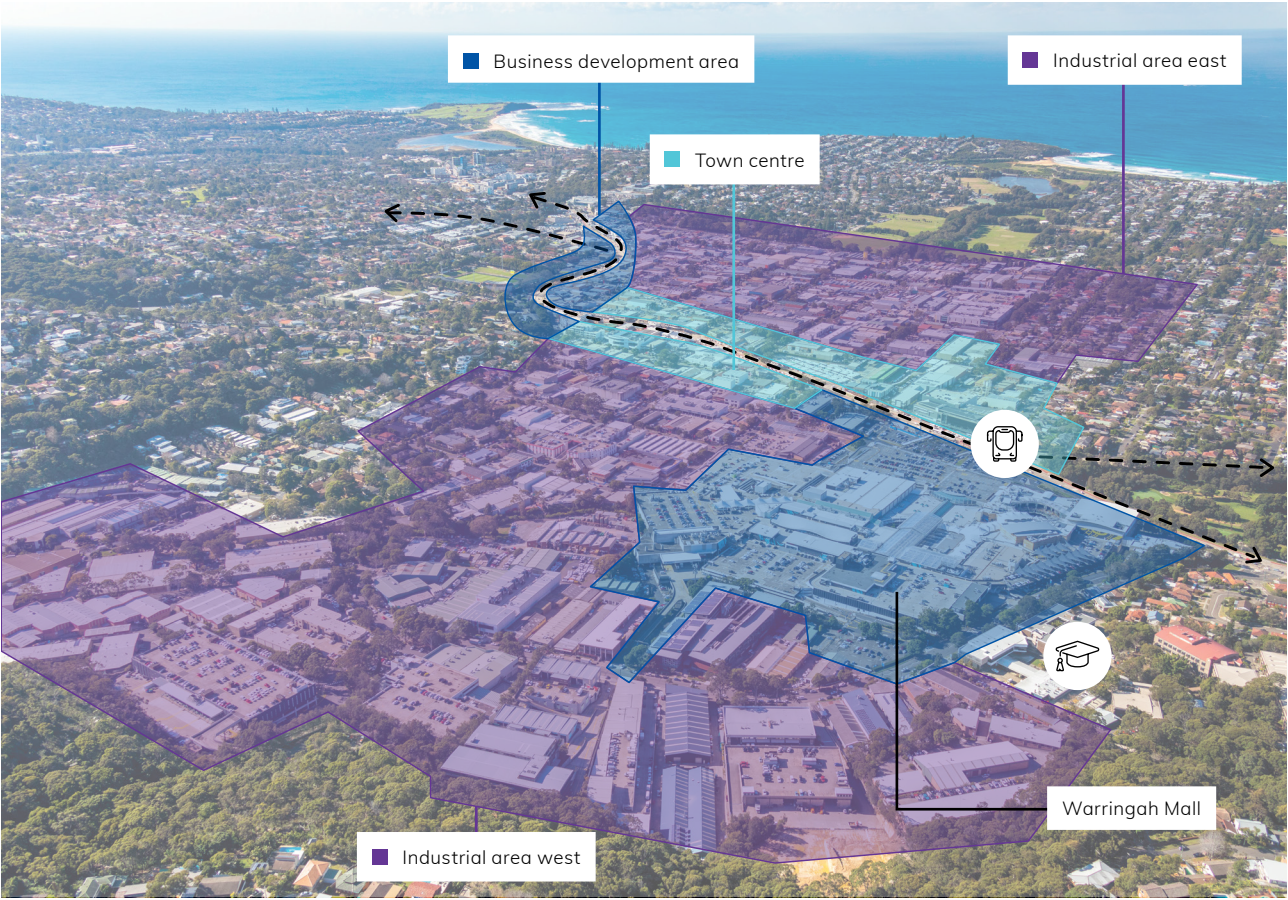 Business development area
Industrial area east
Town centre
Warringah Mall
Industrial area west